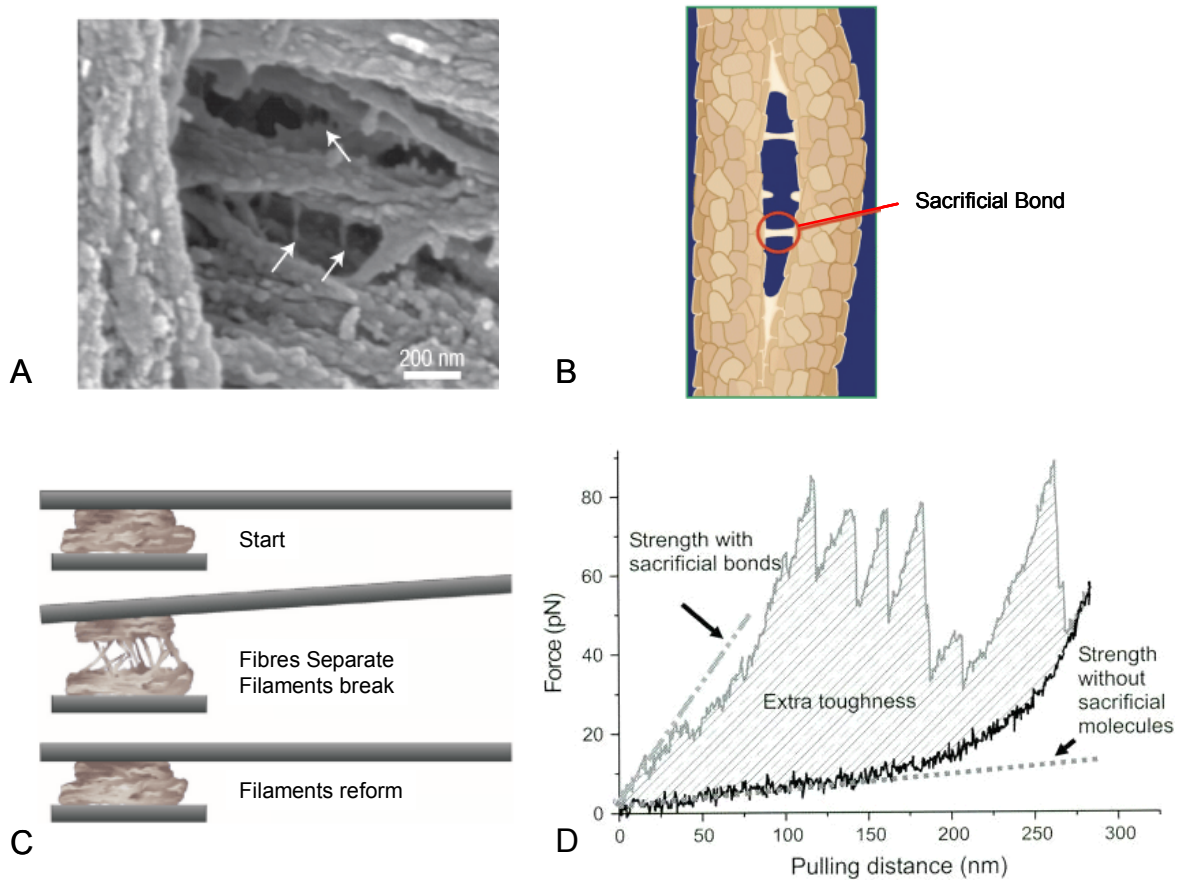 200 nm
A
Sacrificial Bond
B
Start
Fibres Separate
Filaments break
Filaments reform
C
Force (pN)
80
60
40
20
0
Strength with
sacrificial bonds
Extra toughness
Strength
without
sacrificial
molecules
0 50 100 150 200 250 300
Pulling distance (nm)
D